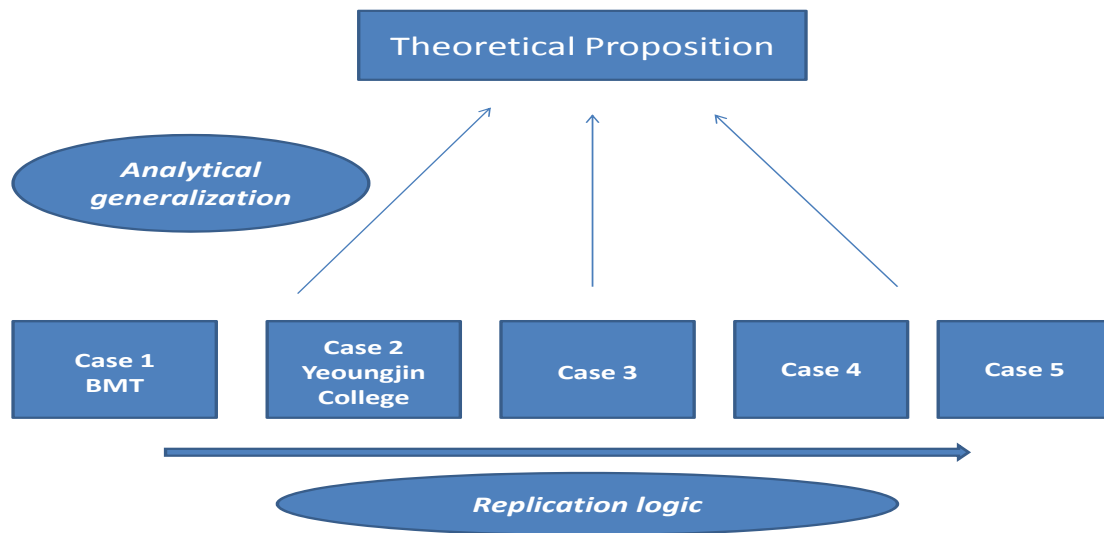 Theoretical Proposition
Analytical
generalization
Case 1
BMT
Case 2
Yeoungjin
College
Case 3
Case 4
Case 5
Replication logic